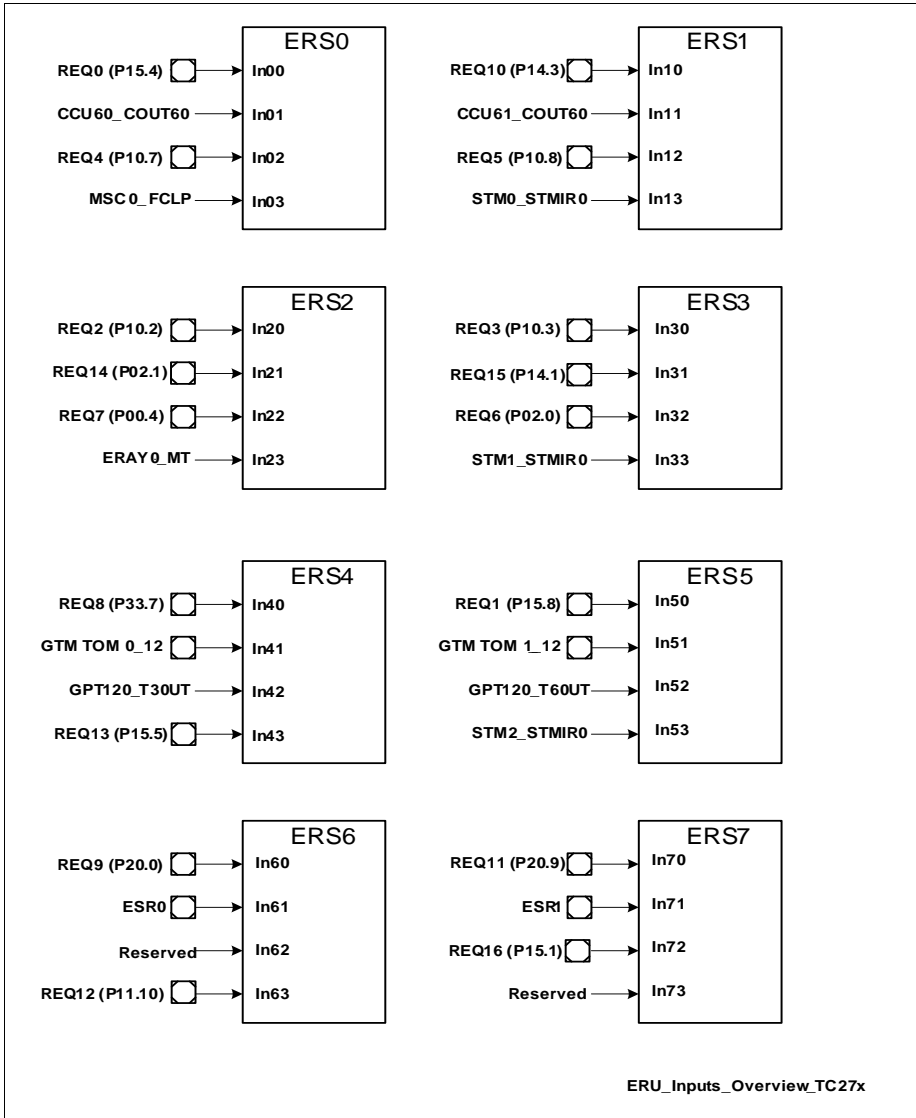 ERS0
REQ0 (P15.4) In00
CCU60_COUT60 In01
REQ4 (P10.7) In02
MSC0_FCLP In03
ERS1
REQ10 (P14.3) In10
CCU61_COUT60 In11
REQ5 (P10.8) In12
STM0_STMIR0 In13
ERS2
REQ2 (P10.2) In20
REQ14 (P02.1) In21
REQ7 (P00.4) In22
ERAY0_MT In23
ERS3
REQ3 (P10.3) In30
REQ15 (P14.1) In31
REQ6 (P02.0) In32
STM1_STMIR0 In33
ERS4
REQ8 (P33.7) In40
GTM TOM 0_12 In41
GPT120_T30UT In42
REQ13 (P15.5) In43
ERS5
REQ1 (P15.8) In50
GTM TOM 1_12 In51
GPT120_T60UT In52
STM2_STMIR0 In53
ERS6
REQ9 (P20.0) In60
ESR0 In61
Reserved In62
REQ12 (P11.10) In63
ERS7
REQ11 (P20.9) In70
ESR1 In71
REQ16 (P15.1) In72
Reserved In73
ERU_Inputs_Overview_TC27x